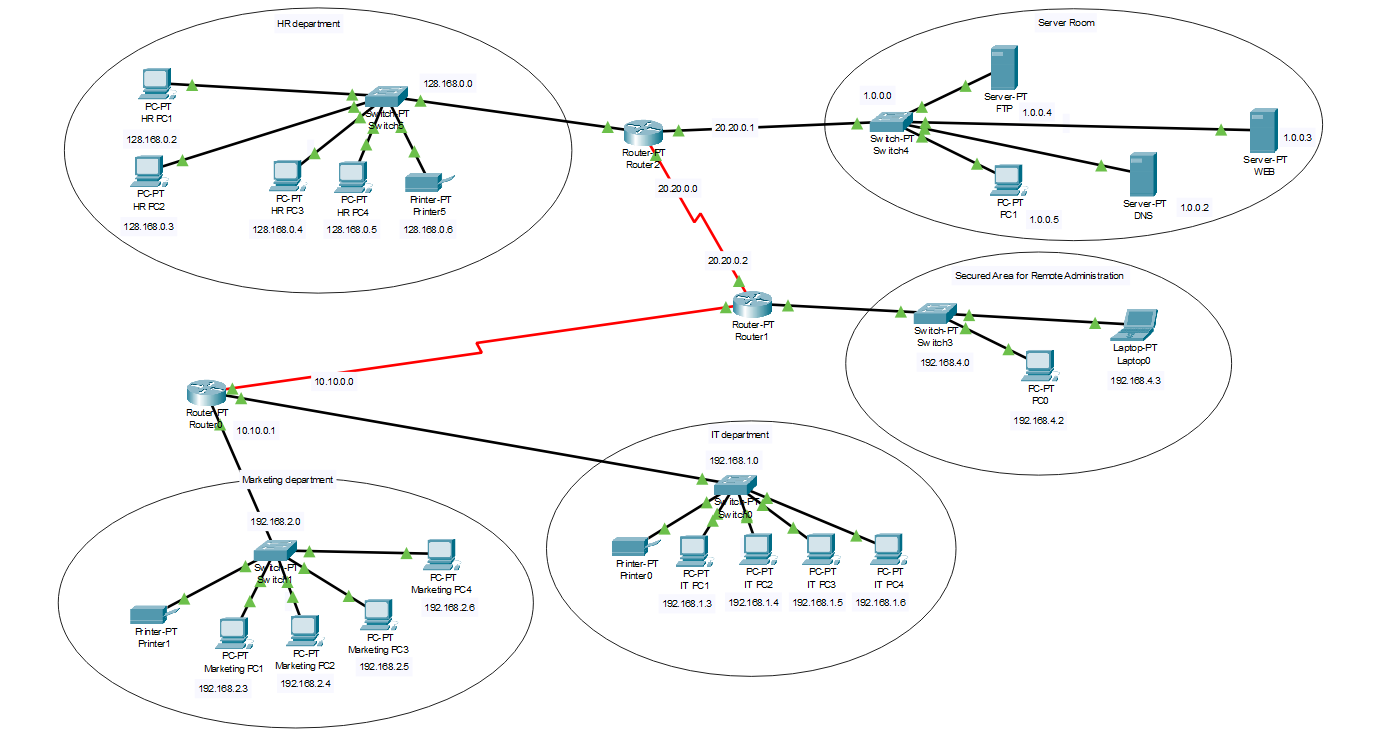 HR department
128.168.0.0
PC-PT
HR PC1
128.168.0.2
Switch-PT
Switch5
PC-PT
HR PC2
128.168.0.3
PC-PT
HR PC3
128.168.0.4
PC-PT
HR PC4
128.168.0.5
Printer-PT
Printer5
128.168.0.6
Router-PT
Router2
20.20.0.1
20.20.0.0
20.20.0.2
Server Room
1.0.0.0
Switch-PT
Switch4
Server-PT
FTP
1.0.0.4
1.0.0.3
Server-PT
WEB
PC-PT
PC1
1.0.0.5
Server-PT
DNS
1.0.0.2
Router-PT
Router1
Secured Area for Remote Administration
Switch-PT
Switch3
192.168.4.0
Laptop-PT
Laptop0
192.168.4.3
PC-PT
PC0
192.168.4.2
10.10.0.0
Router-PT
Router0
10.10.0.1
IT department
192.168.1.0
Switch-PT
Switch0
Printer-PT
Printer0
PC-PT
IT PC1
192.168.1.3
PC-PT
IT PC2
192.168.1.4
PC-PT
IT PC3
192.168.1.5
PC-PT
IT PC4
192.168.1.6
Marketing department
192.168.2.0
Switch-PT
Switch1
PC-PT
Marketing PC4
192.168.2.6
Printer-PT
Printer1
PC-PT
Marketing PC1
192.168.2.3
PC-PT
Marketing PC2
192.168.2.4
PC-PT
Marketing PC3
192.168.2.5